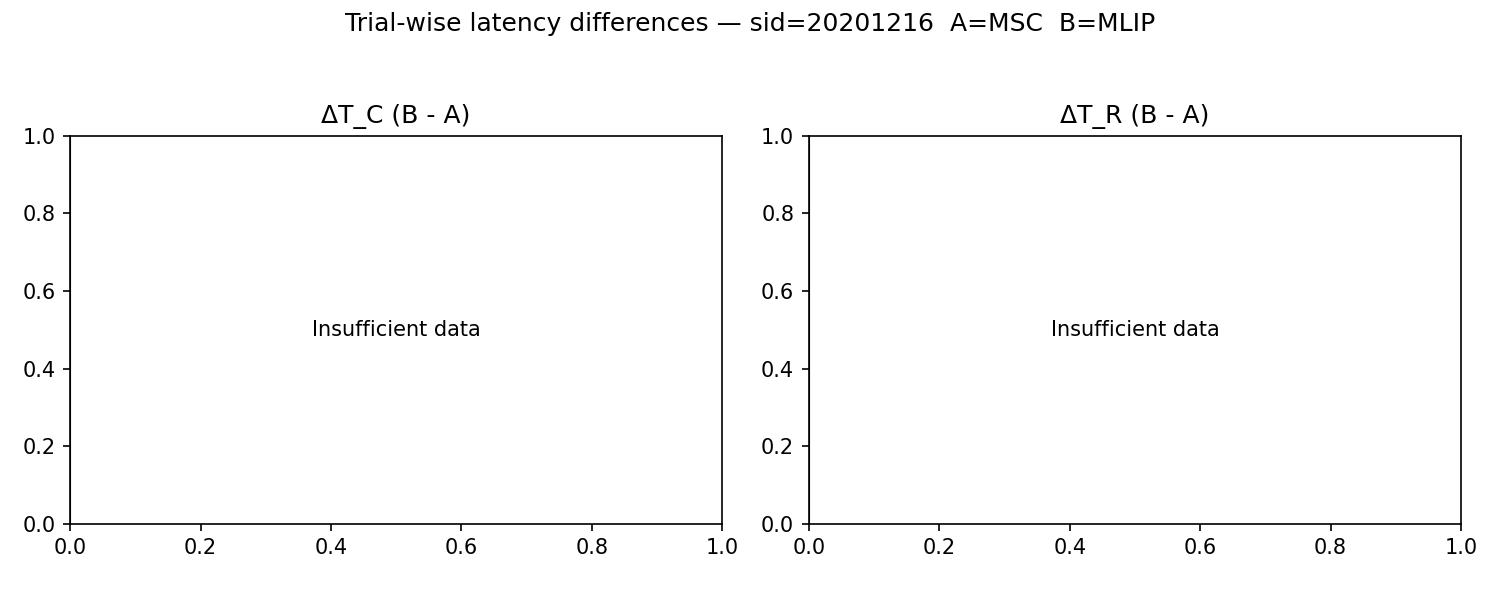 Trial-wise latency differences — sid=20201216  A=MSC  B=MLIP
ΔT_C (B - A)
1.0
0.8
0.6
0.4
0.2
0.0
Insufficient data
0.0 0.2 0.4 0.6 0.8 1.0
ΔT_R (B - A)
1.0
0.8
0.6
0.4
0.2
0.0
Insufficient data
0.0 0.2 0.4 0.6 0.8 1.0